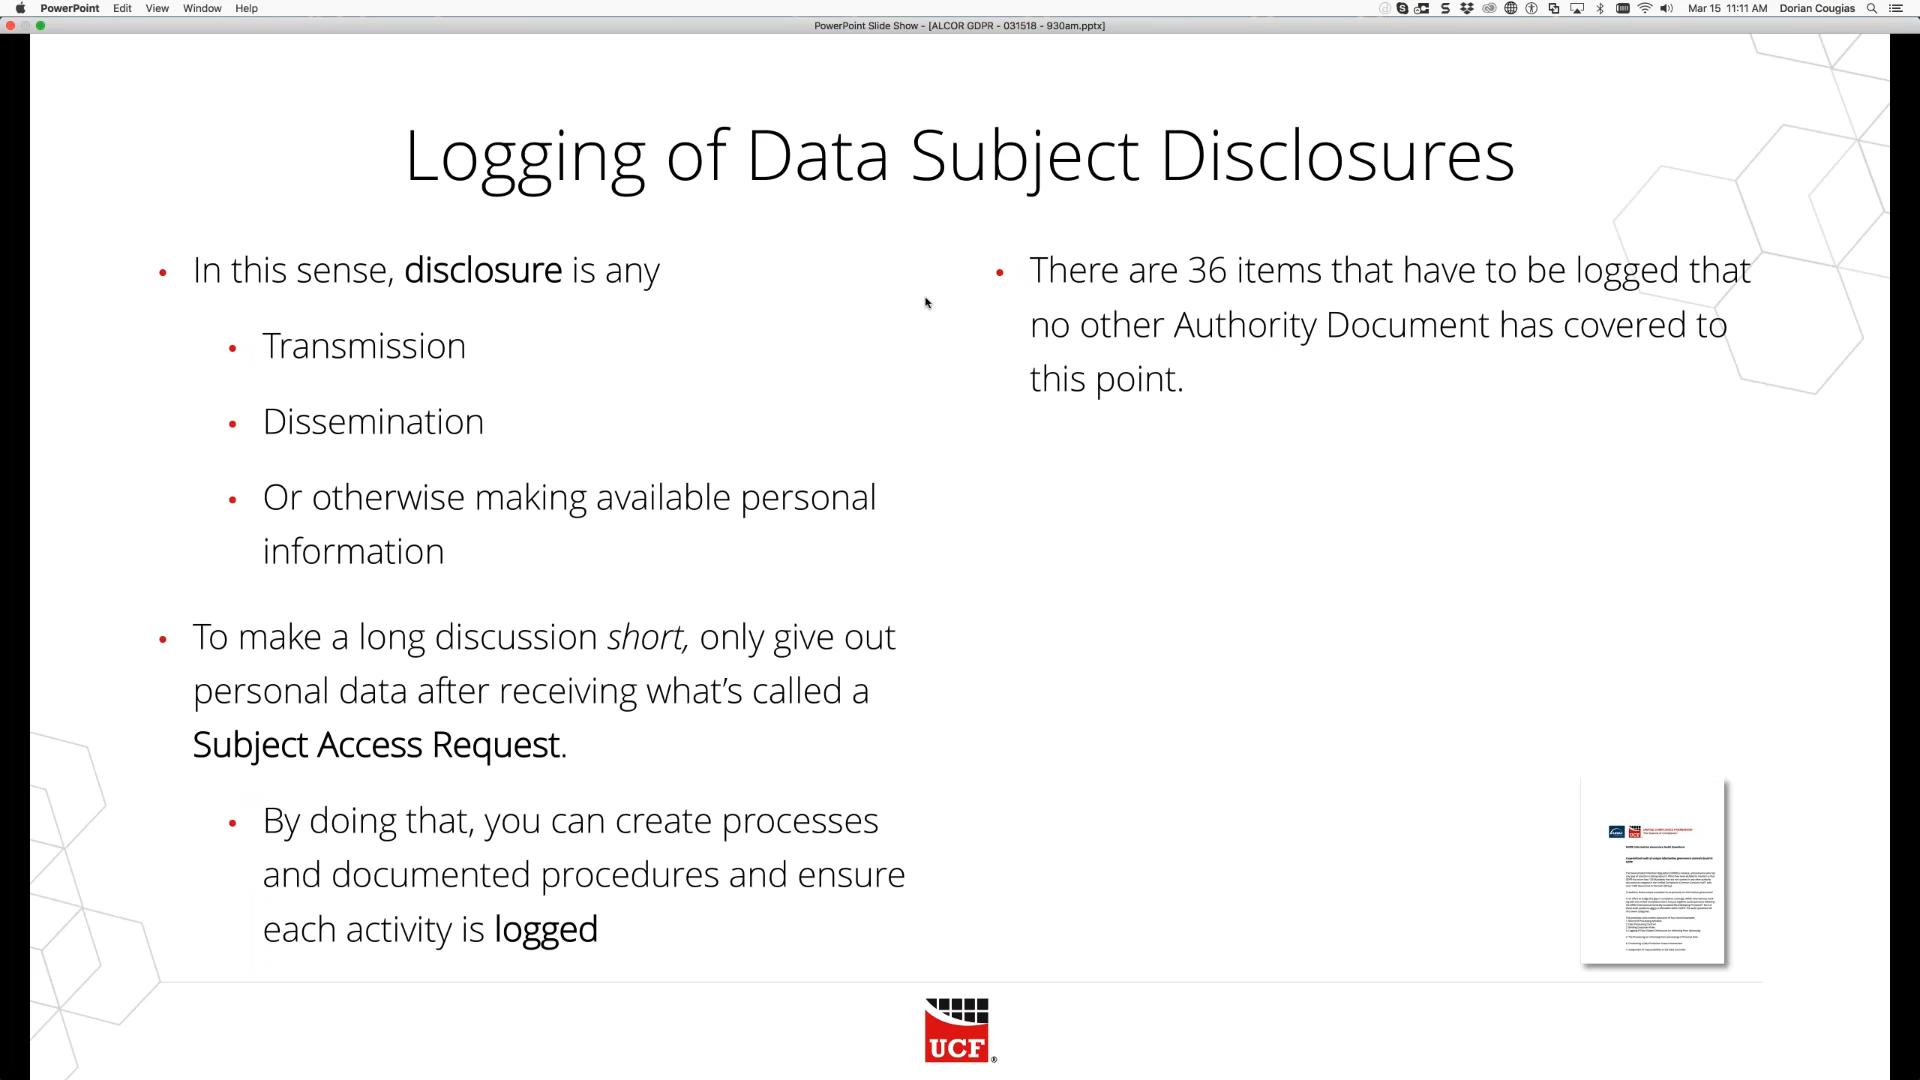 PowerPoint Edit View Window Help
Mar 15 11:11 AM Dorian Cougias
PowerPoint Slide Show - [ALCOR GDPR - 031518 - 930am.pptx]
Logging of Data Subject Disclosures
• In this sense, disclosure is any
• Transmission
• Dissemination
• Or otherwise making available personal
information
• To make a long discussion short, only give out
personal data after receiving what's called a
Subject Access Request.
• By doing that, you can create processes
and documented procedures and ensure
each activity is logged
• There are 36 items that have to be logged that
no other Authority Document has covered to
this point.
UCF®